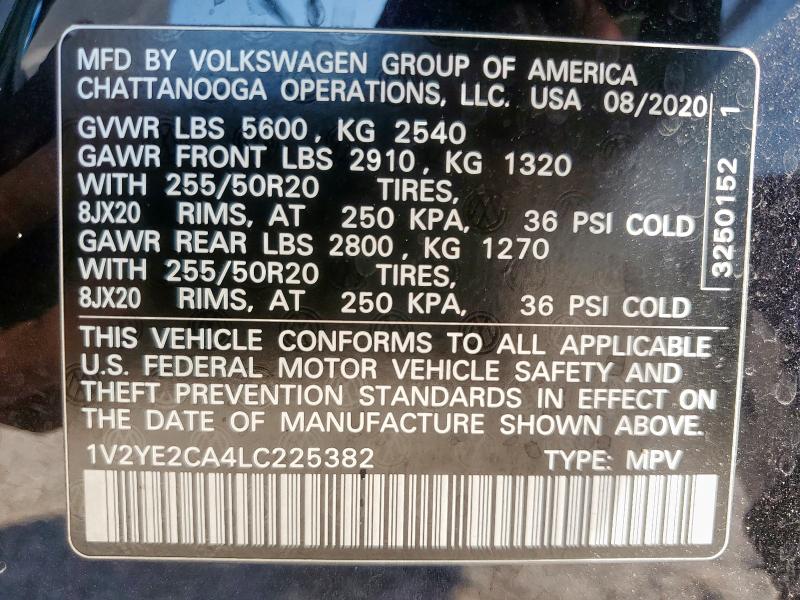 MFD BY VOLKSWAGEN GROUP OF AMERICA
CHATTANOOGA OPERATIONS, LLC. USA 08/2020
GVWR LBS 5600, KG 2540
GAWR FRONT LBS 2910, KG 1320
WITH 255/50R20 TIRES,
8JX20 RIMS, AT 250 KPA, 36 PSI COLD
GAWR REAR LBS 2800, KG 1270
WITH 255/50R20 TIRES,
8JX20 RIMS, AT 250 KPA, 36 PSI COLD
3250152 1
THIS VEHICLE CONFORMS TO ALL APPLICABLE
U.S. FEDERAL MOTOR VEHICLE SAFETY AND
THEFT PREVENTION STANDARDS IN EFFECT ON
THE DATE OF MANUFACTURE SHOWN ABOVE.
1V2YE2CA4LC225382 TYPE: MPV